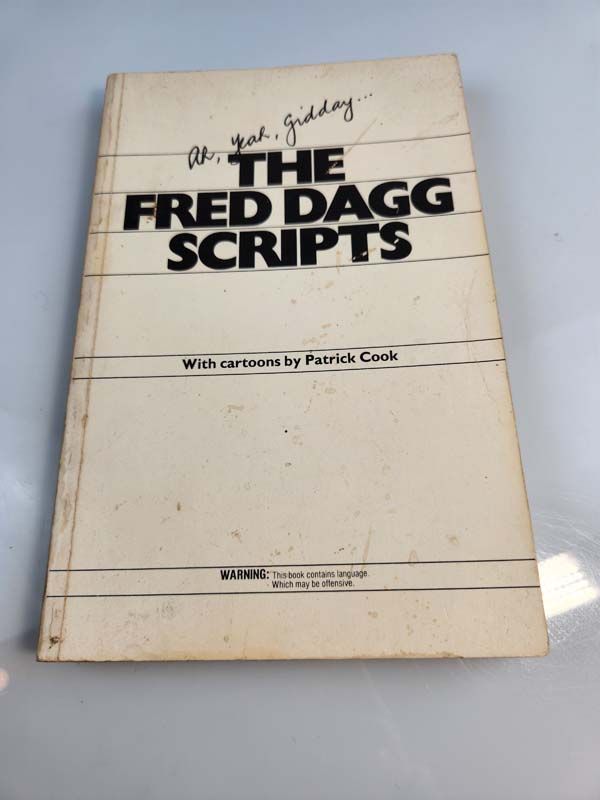 Ah, yeah, gidday...
THE
FRED DAGG
SCRIPTS
With cartoons by Patrick Cook
WARNING: This book contains language.
Which may be offensive.